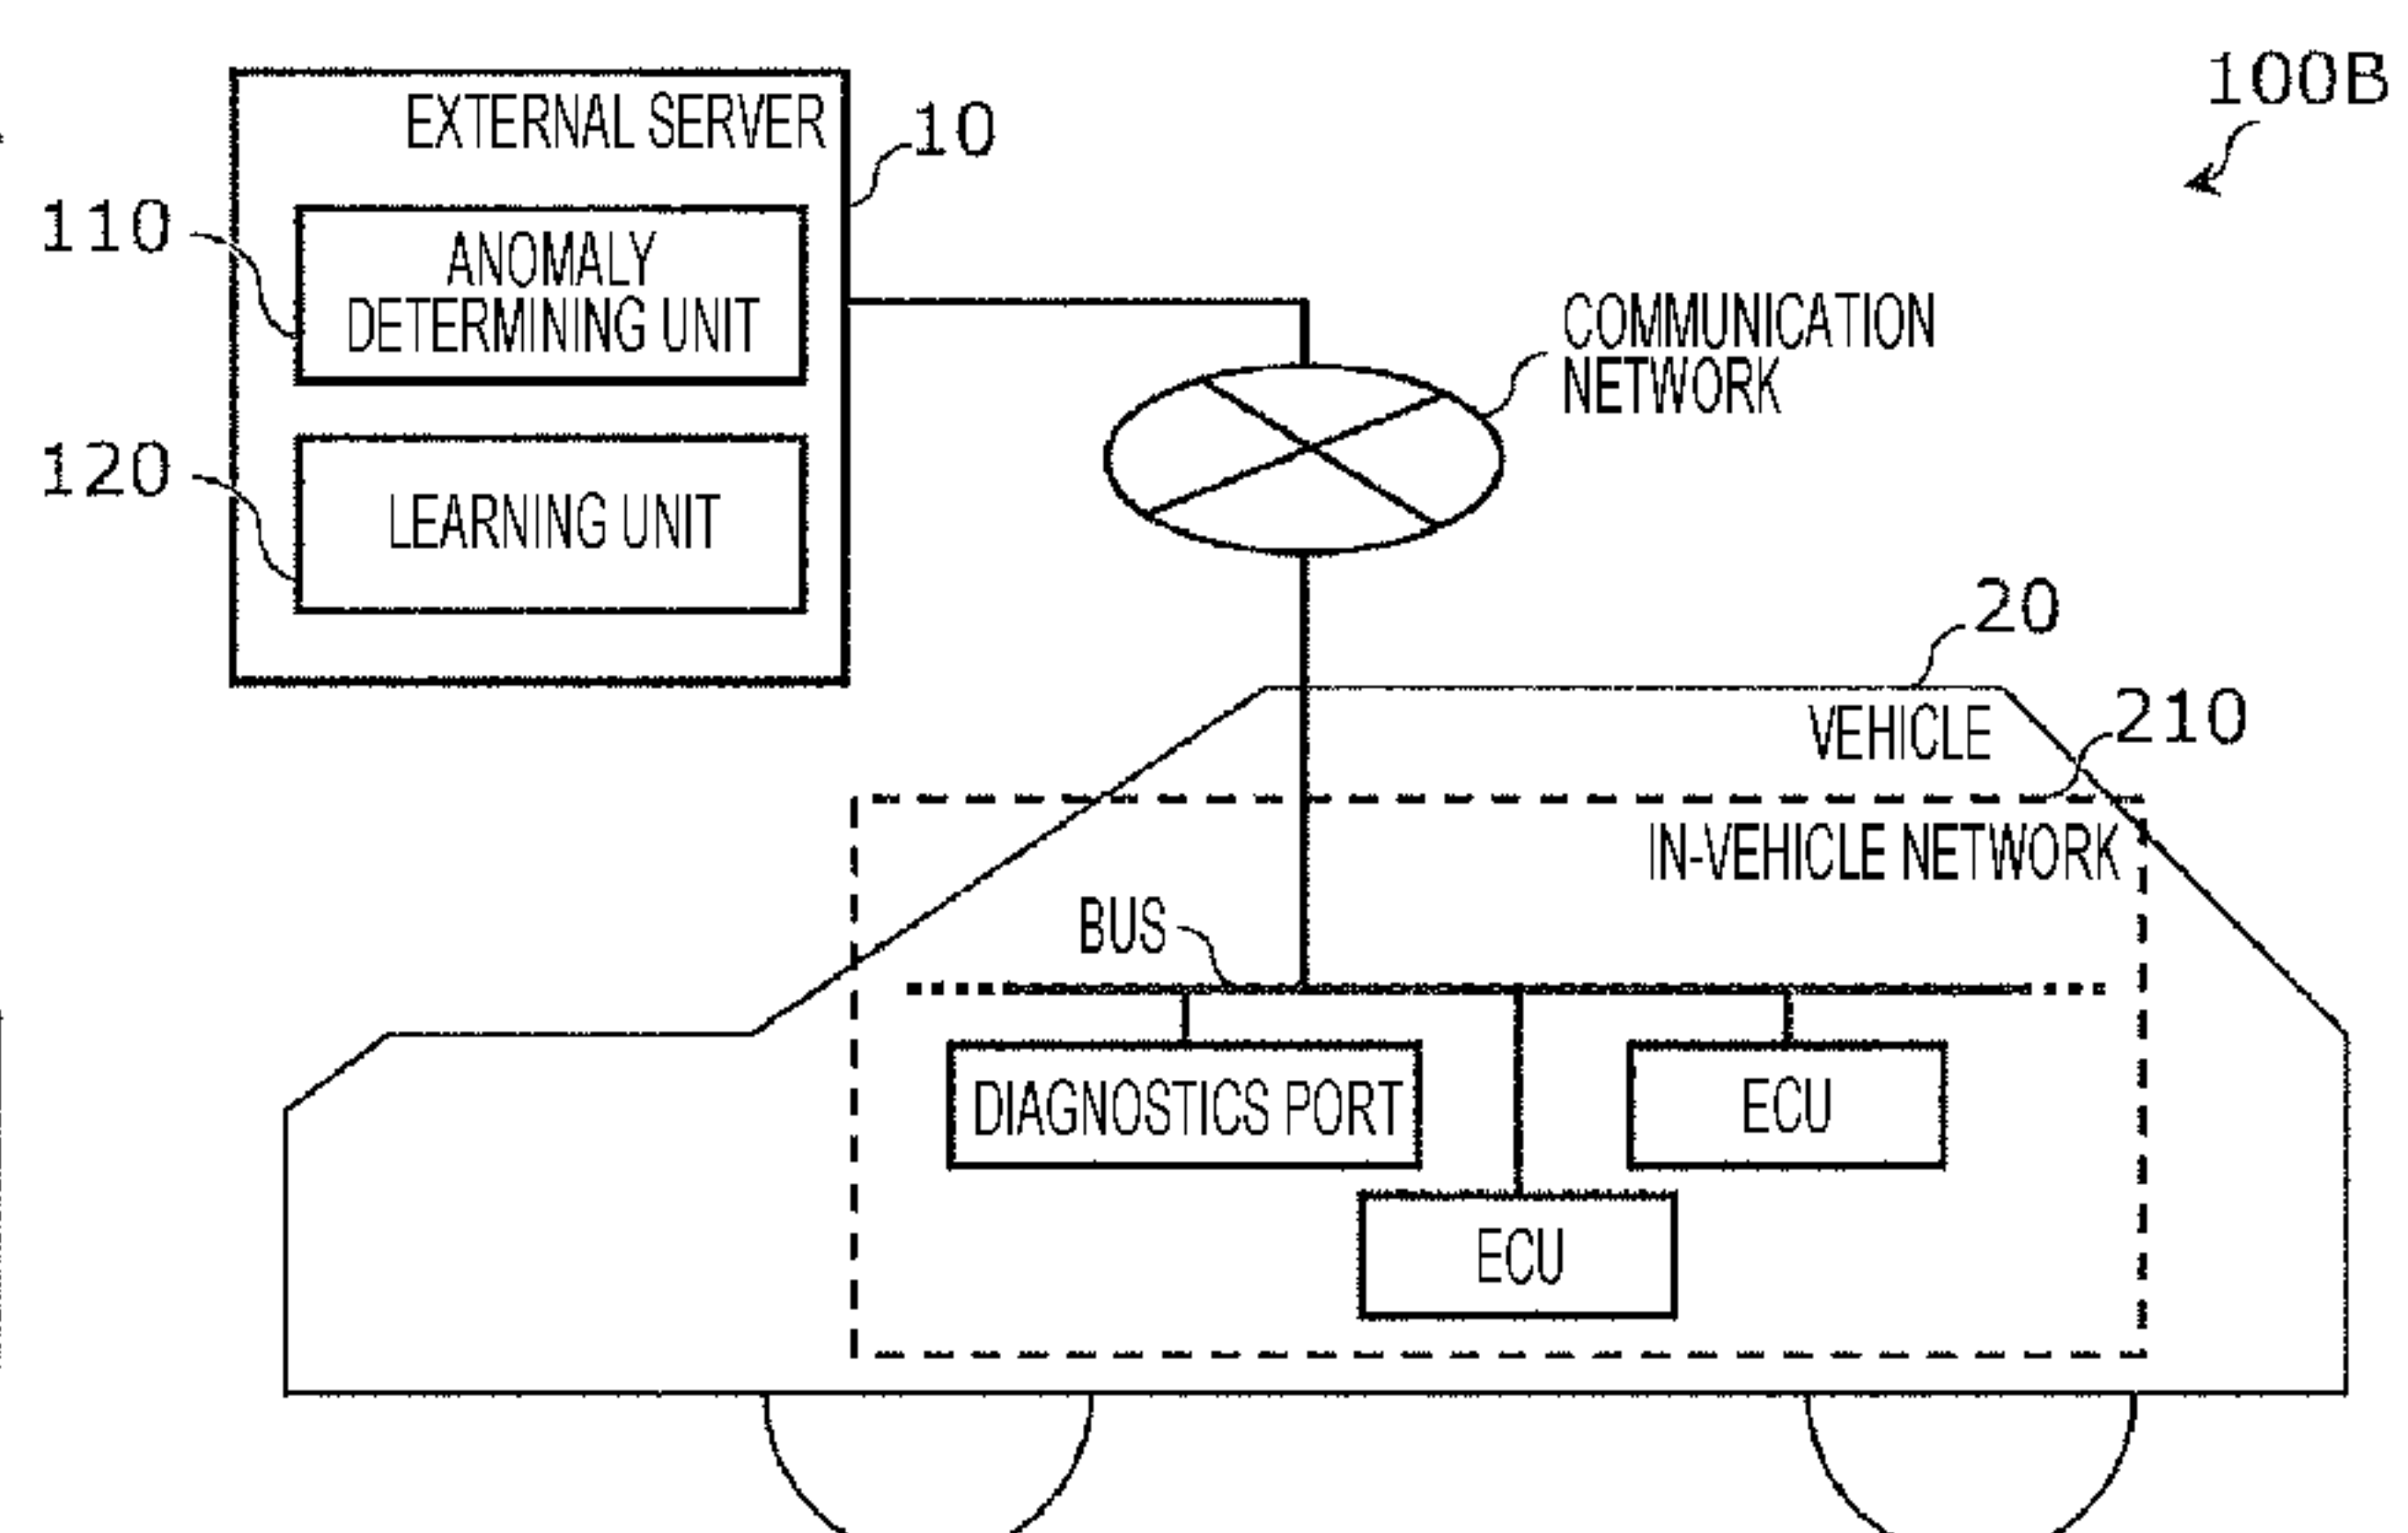 100B
EXTERNAL SERVER
10
110
ANOMALY
DETERMINING UNIT
COMMUNICATION
NETWORK
120
LEARNING UNIT
20
VEHICLE
210
IN-VEHICLE NETWORK
BUS
DIAGNOSTICS PORT
ECU
ECU